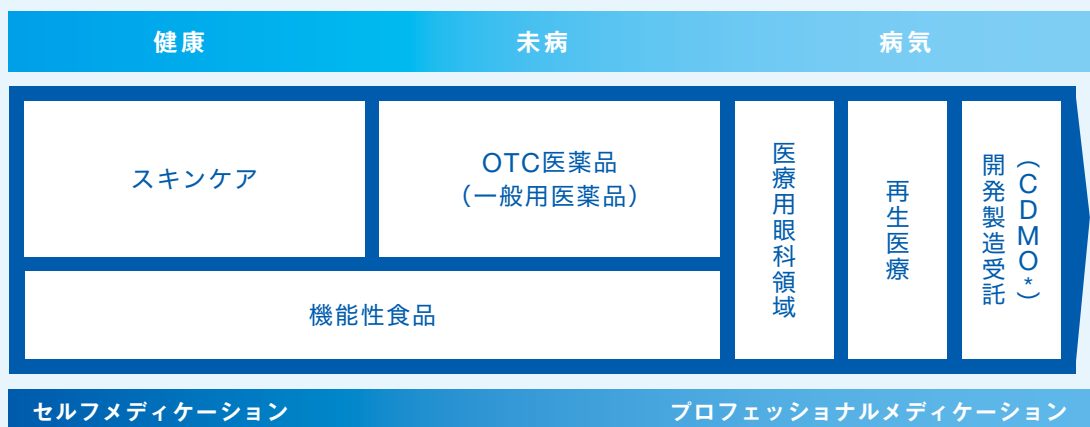 健康
未病
病気
スキンケア
OTC医薬品
（一般用医薬品）
機能性食品
医療用眼科領域
再生医療
開発製造受託
（CDMO*）
セルフメディケーション
プロフェッショナルメディケーション